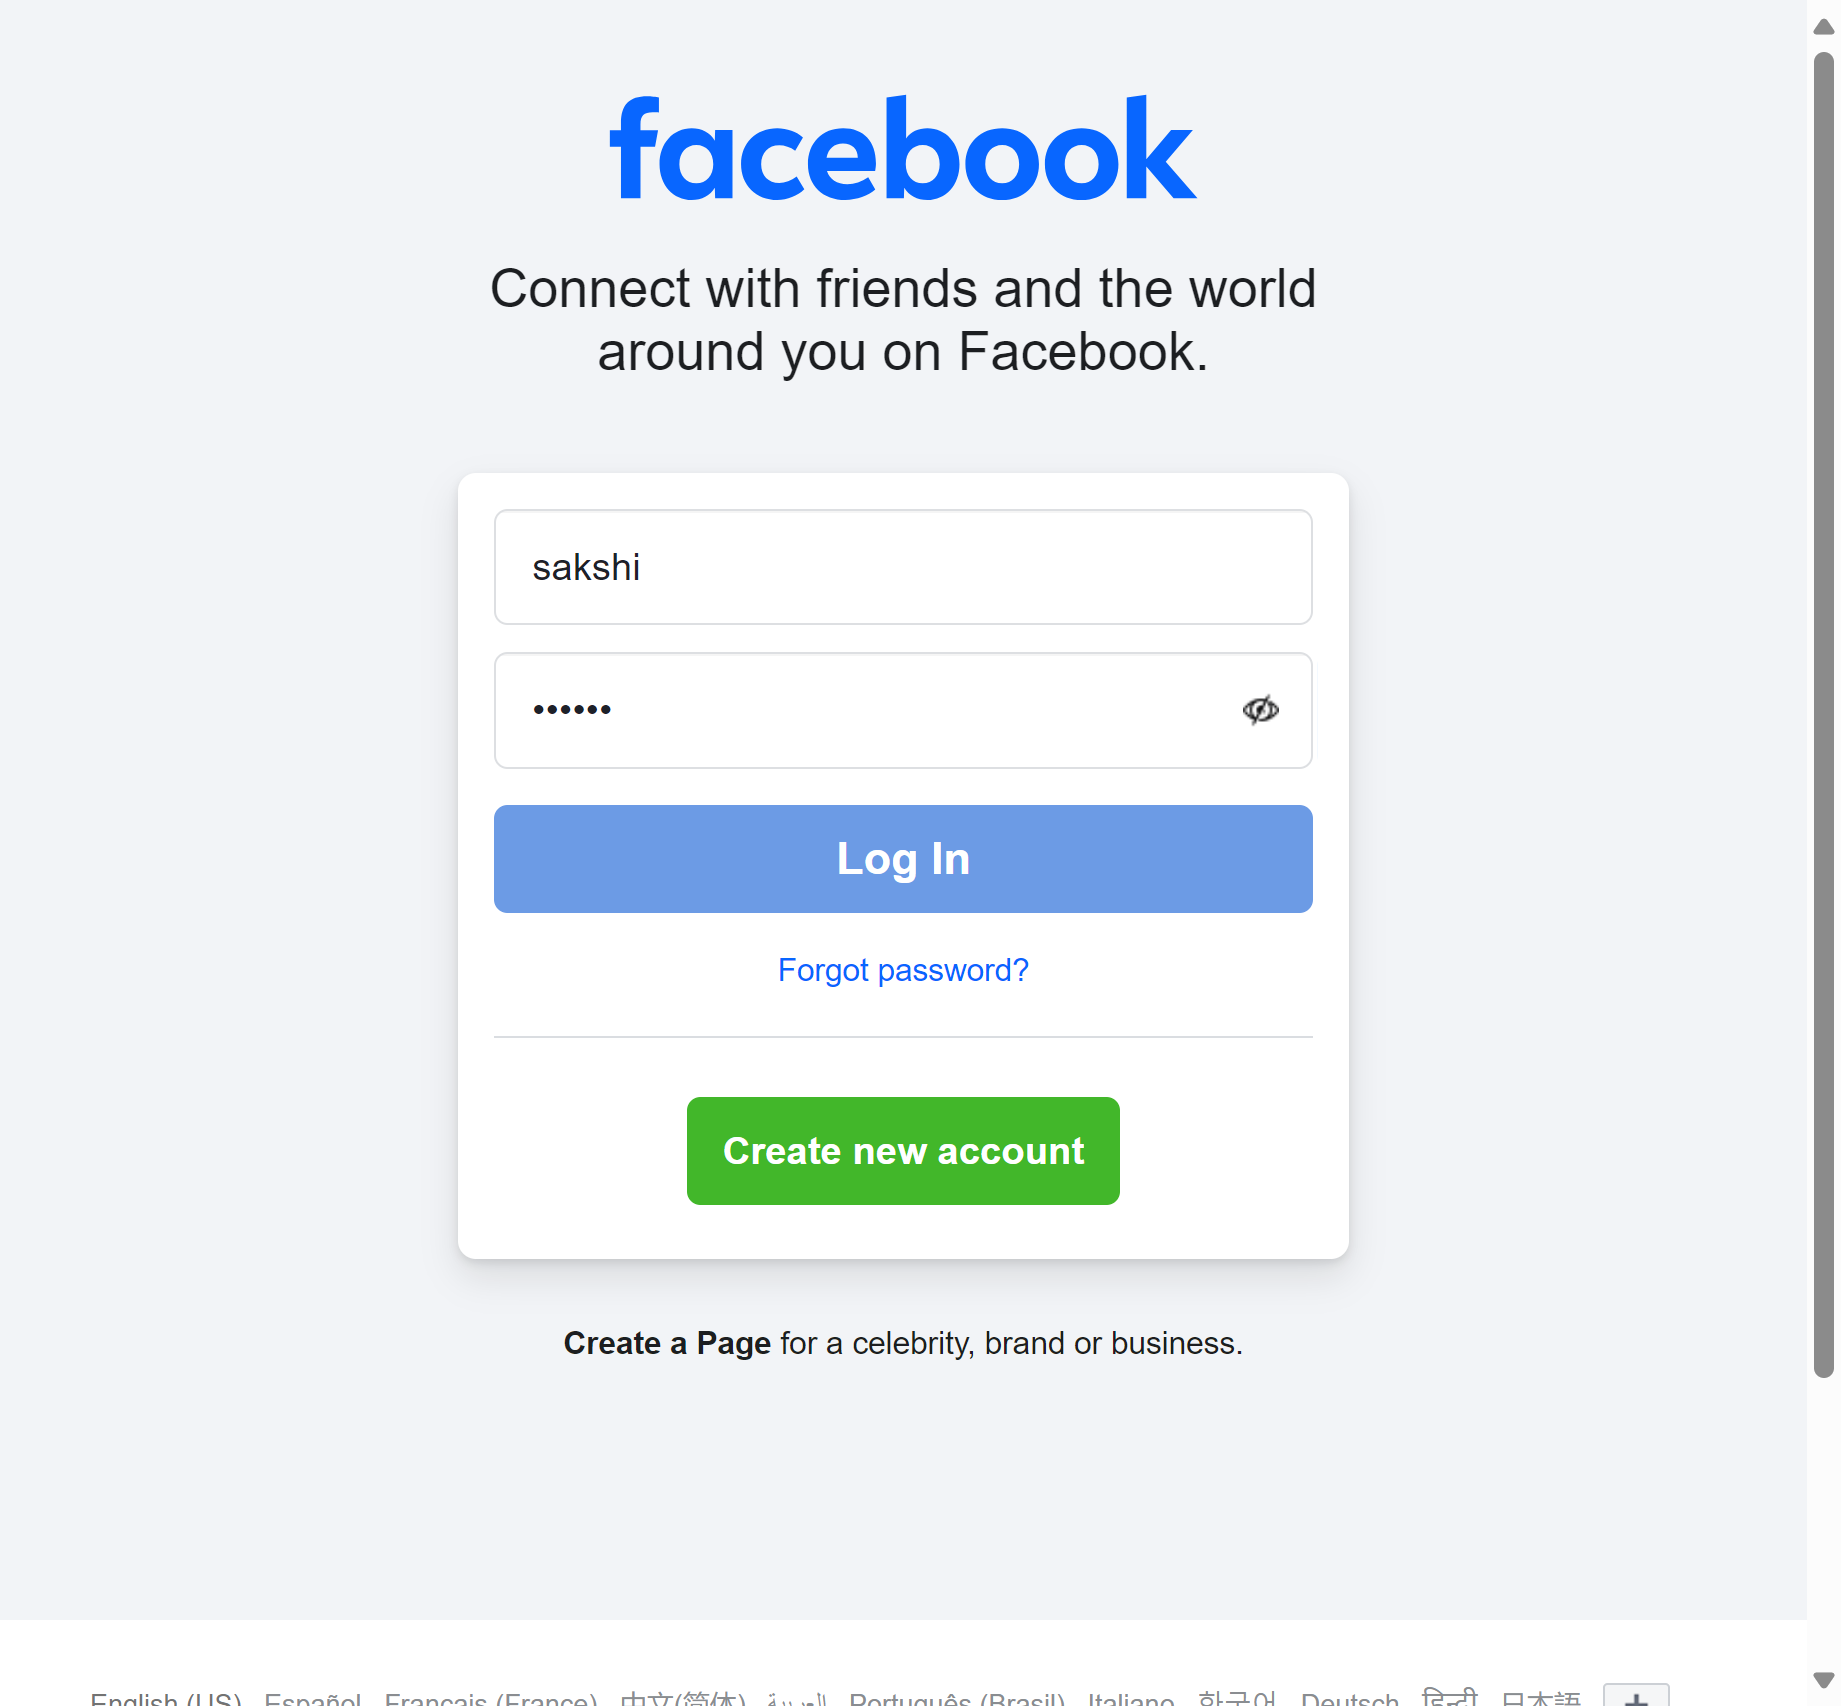 facebook
Connect with friends and the world
around you on Facebook.
sakshi
••••••
Log In
Forgot password?
Create new account
Create a Page for a celebrity, brand or business.
English (US) Español Français (France) 中文(简体) العربية Português (Brasil) Italiano 한국어 Deutsch हिन्दी 日本語 +